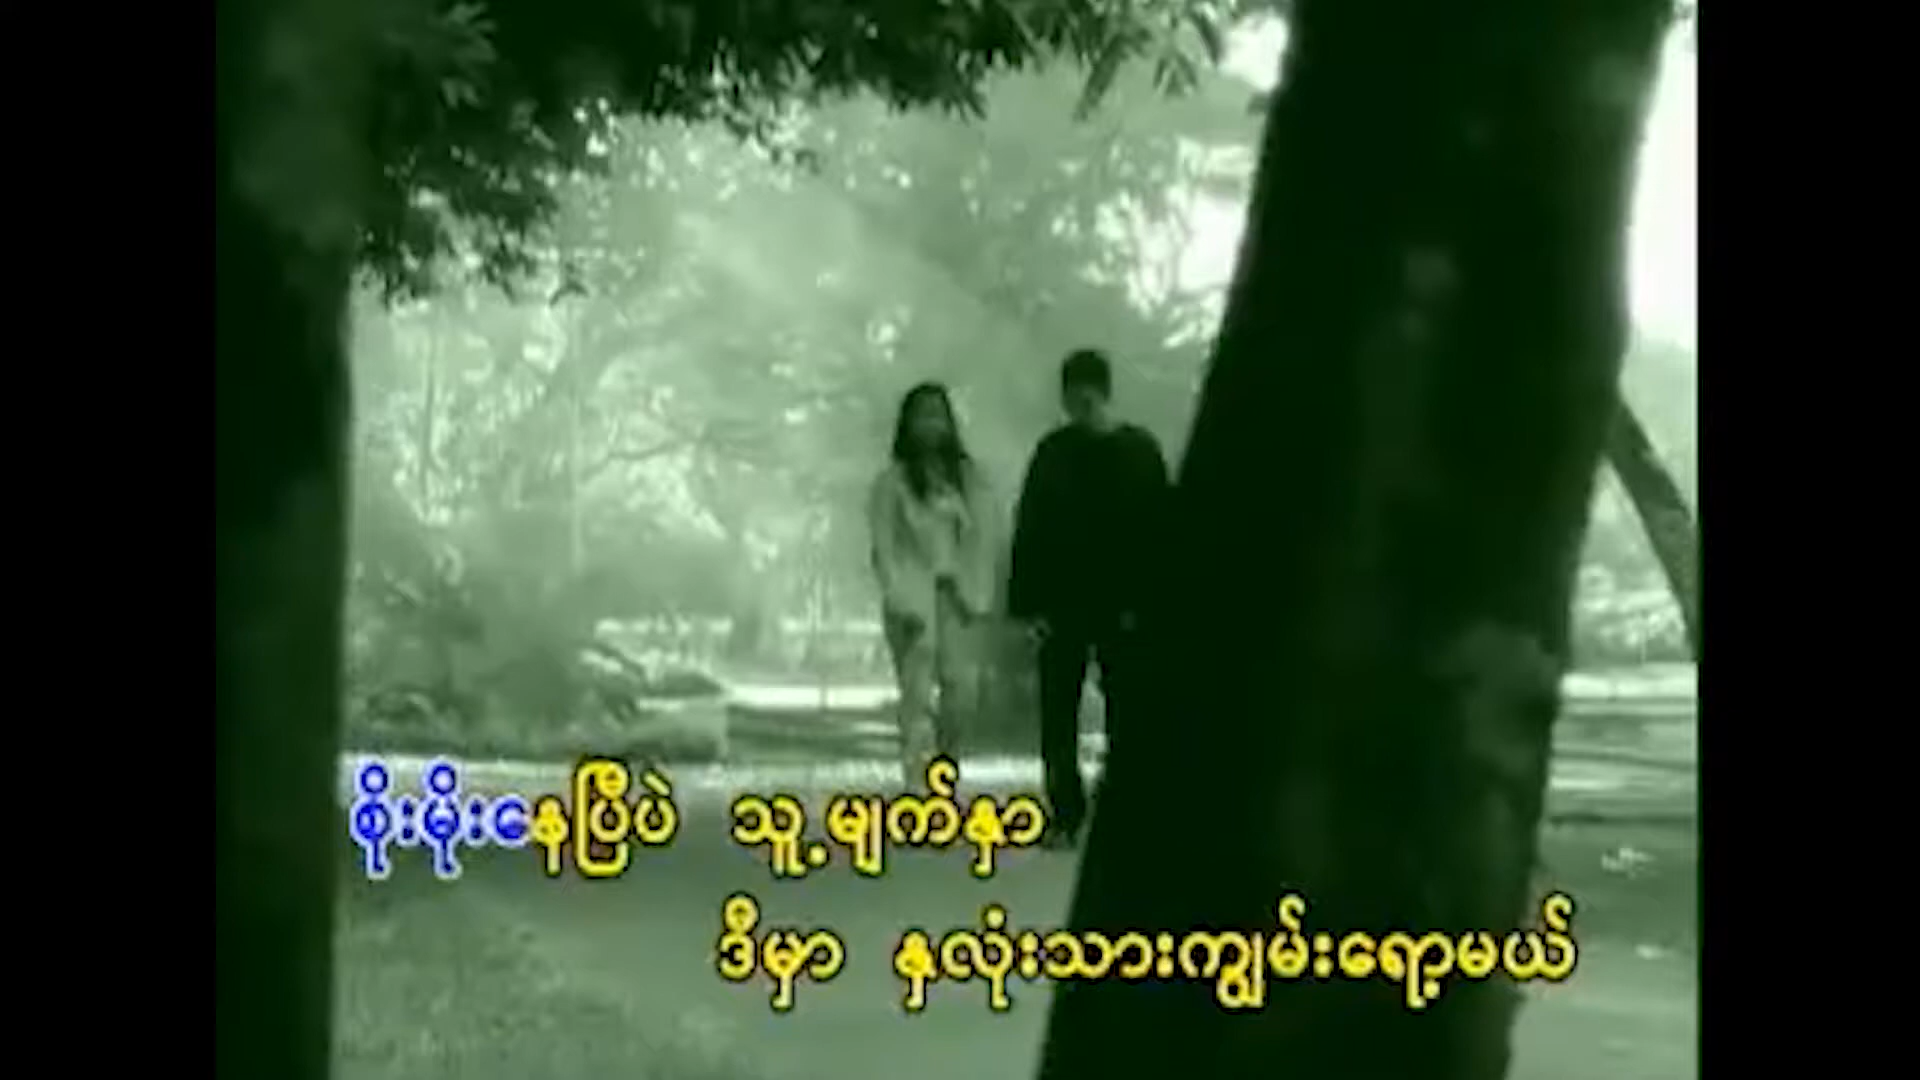 စိုးမိုးနေပြီပဲ သူ့မျက်နှာ
ဒီမှာ နှလုံးသားကျွမ်းရော့မယ်